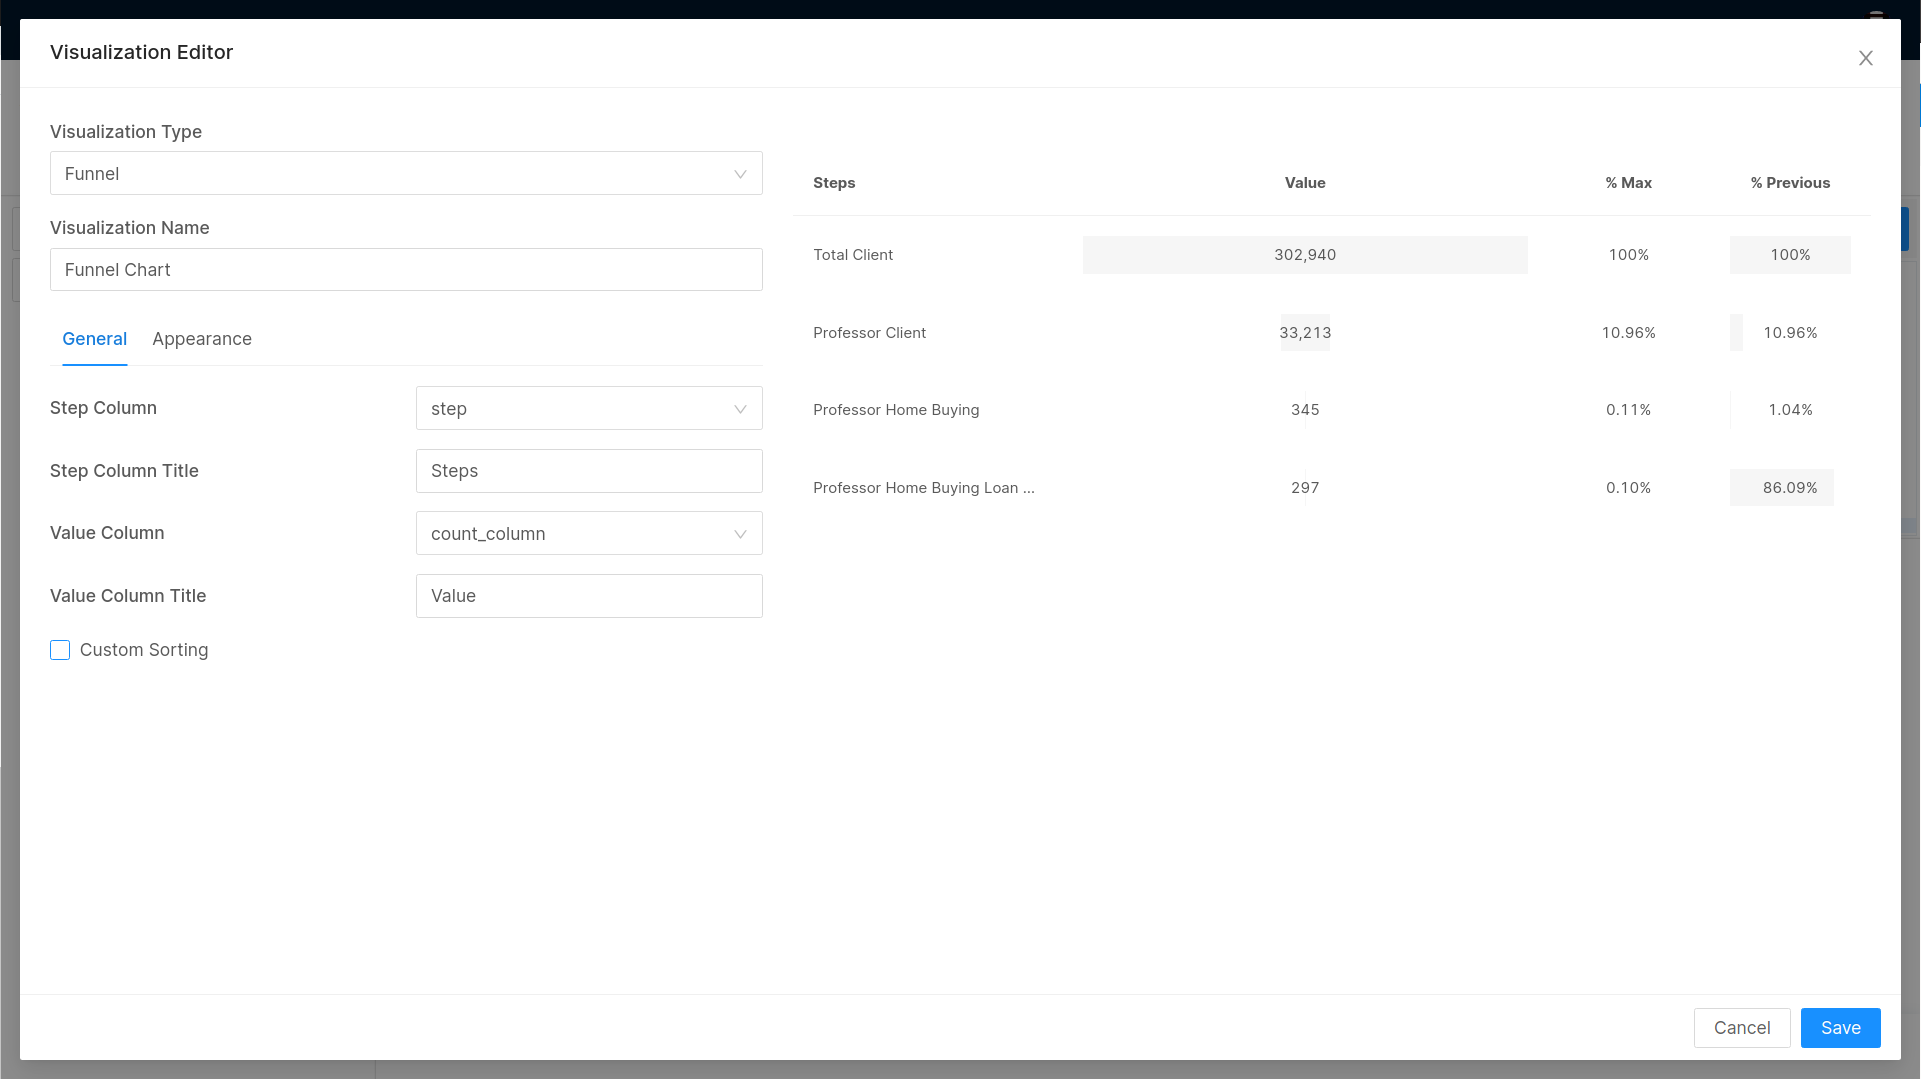 Visualization Editor
Visualization Type
Funnel
Visualization Name
Funnel Chart
General Appearance
Step Column step
Step Column Title Steps
Value Column count_column
Value Column Title Value
Custom Sorting
Steps Value % Max % Previous
Total Client 302,940 100% 100%
Professor Client 33,213 10.96% 10.96%
Professor Home Buying 345 0.11% 1.04%
Professor Home Buying Loan ... 297 0.10% 86.09%
Cancel Save